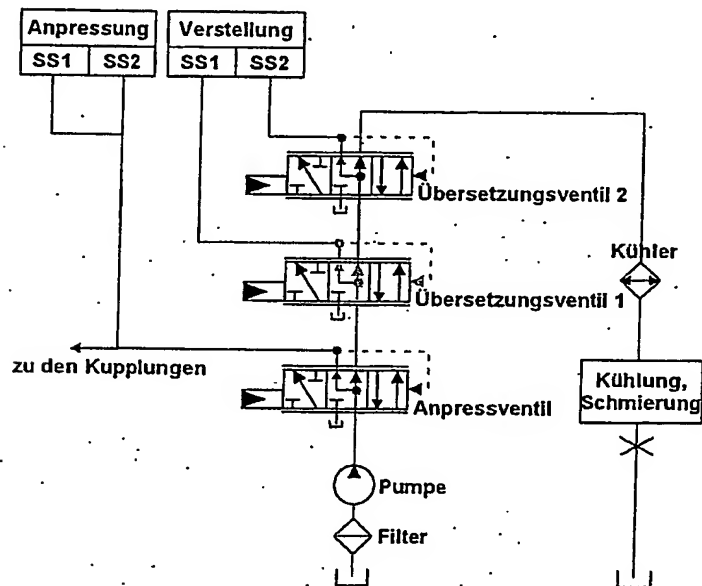 Anpressung
SS1 SS2
Verstellung
SS1 SS2
Übersetzungsventil 2
Kühler
Übersetzungsventil 1
zu den Kupplungen
Anpressventil
Kühlung,
Schmierung
Pumpe
Filter